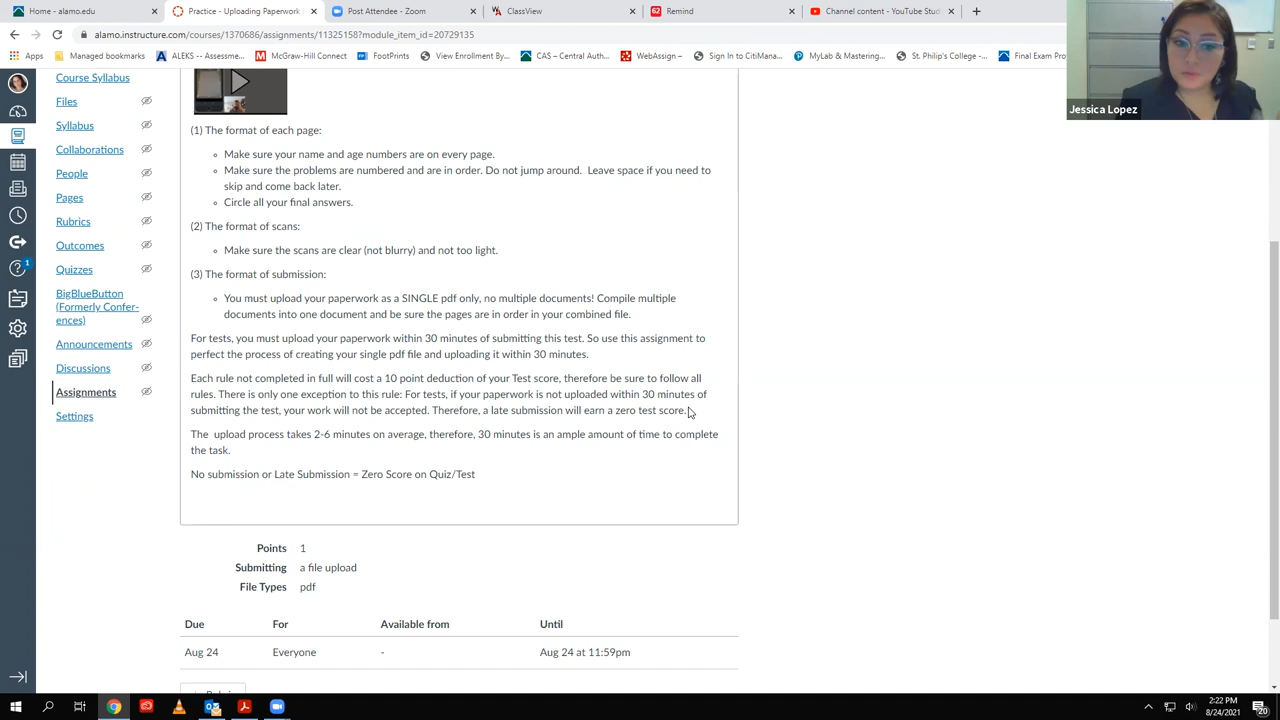 Home - alamo.edu
Practice - Uploading Paperwork
Post Attendee - Zoom
ClassView
62 Remind
Channel content - YouTube Stud
alamo.instructure.com/courses/1370686/assignments/11325158?module_item_id=20729135
Apps
Managed bookmarks
ALEKS -- Assessme...
McGraw-Hill Connect
FootPrints
View Enrollment By...
CAS – Central Auth...
WebAssign -
Sign In to CitiMana...
MyLab & Mastering...
St. Philip's College -...
Final Exam Pro
Jessica Lopez
Course Syllabus
Files
Syllabus
Collaborations
People
Pages
Rubrics
Outcomes
Quizzes
BigBlueButton
(Formerly Confer-
ences)
Announcements
Discussions
Assignments
Settings
1
(1) The format of each page:
Make sure your name and age numbers are on every page.
Make sure the problems are numbered and are in order. Do not jump around. Leave space if you need to
skip and come back later.
Circle all your final answers.
(2) The format of scans:
Make sure the scans are clear (not blurry) and not too light.
(3) The format of submission:
You must upload your paperwork as a SINGLE pdf only, no multiple documents! Compile multiple
documents into one document and be sure the pages are in order in your combined file.
For tests, you must upload your paperwork within 30 minutes of submitting this test. So use this assignment to
perfect the process of creating your single pdf file and uploading it within 30 minutes.
Each rule not completed in full will cost a 10 point deduction of your Test score, therefore be sure to follow all
rules. There is only one exception to this rule: For tests, if your paperwork is not uploaded within 30 minutes of
submitting the test, your work will not be accepted. Therefore, a late submission will earn a zero test score.
The upload process takes 2-6 minutes on average, therefore, 30 minutes is an ample amount of time to complete
the task.
No submission or Late Submission = Zero Score on Quiz/Test
Points 1
Submitting a file upload
File Types pdf
Due For Available from Until
Aug 24 Everyone - Aug 24 at 11:59pm
2:22 PM
8/24/2021
20